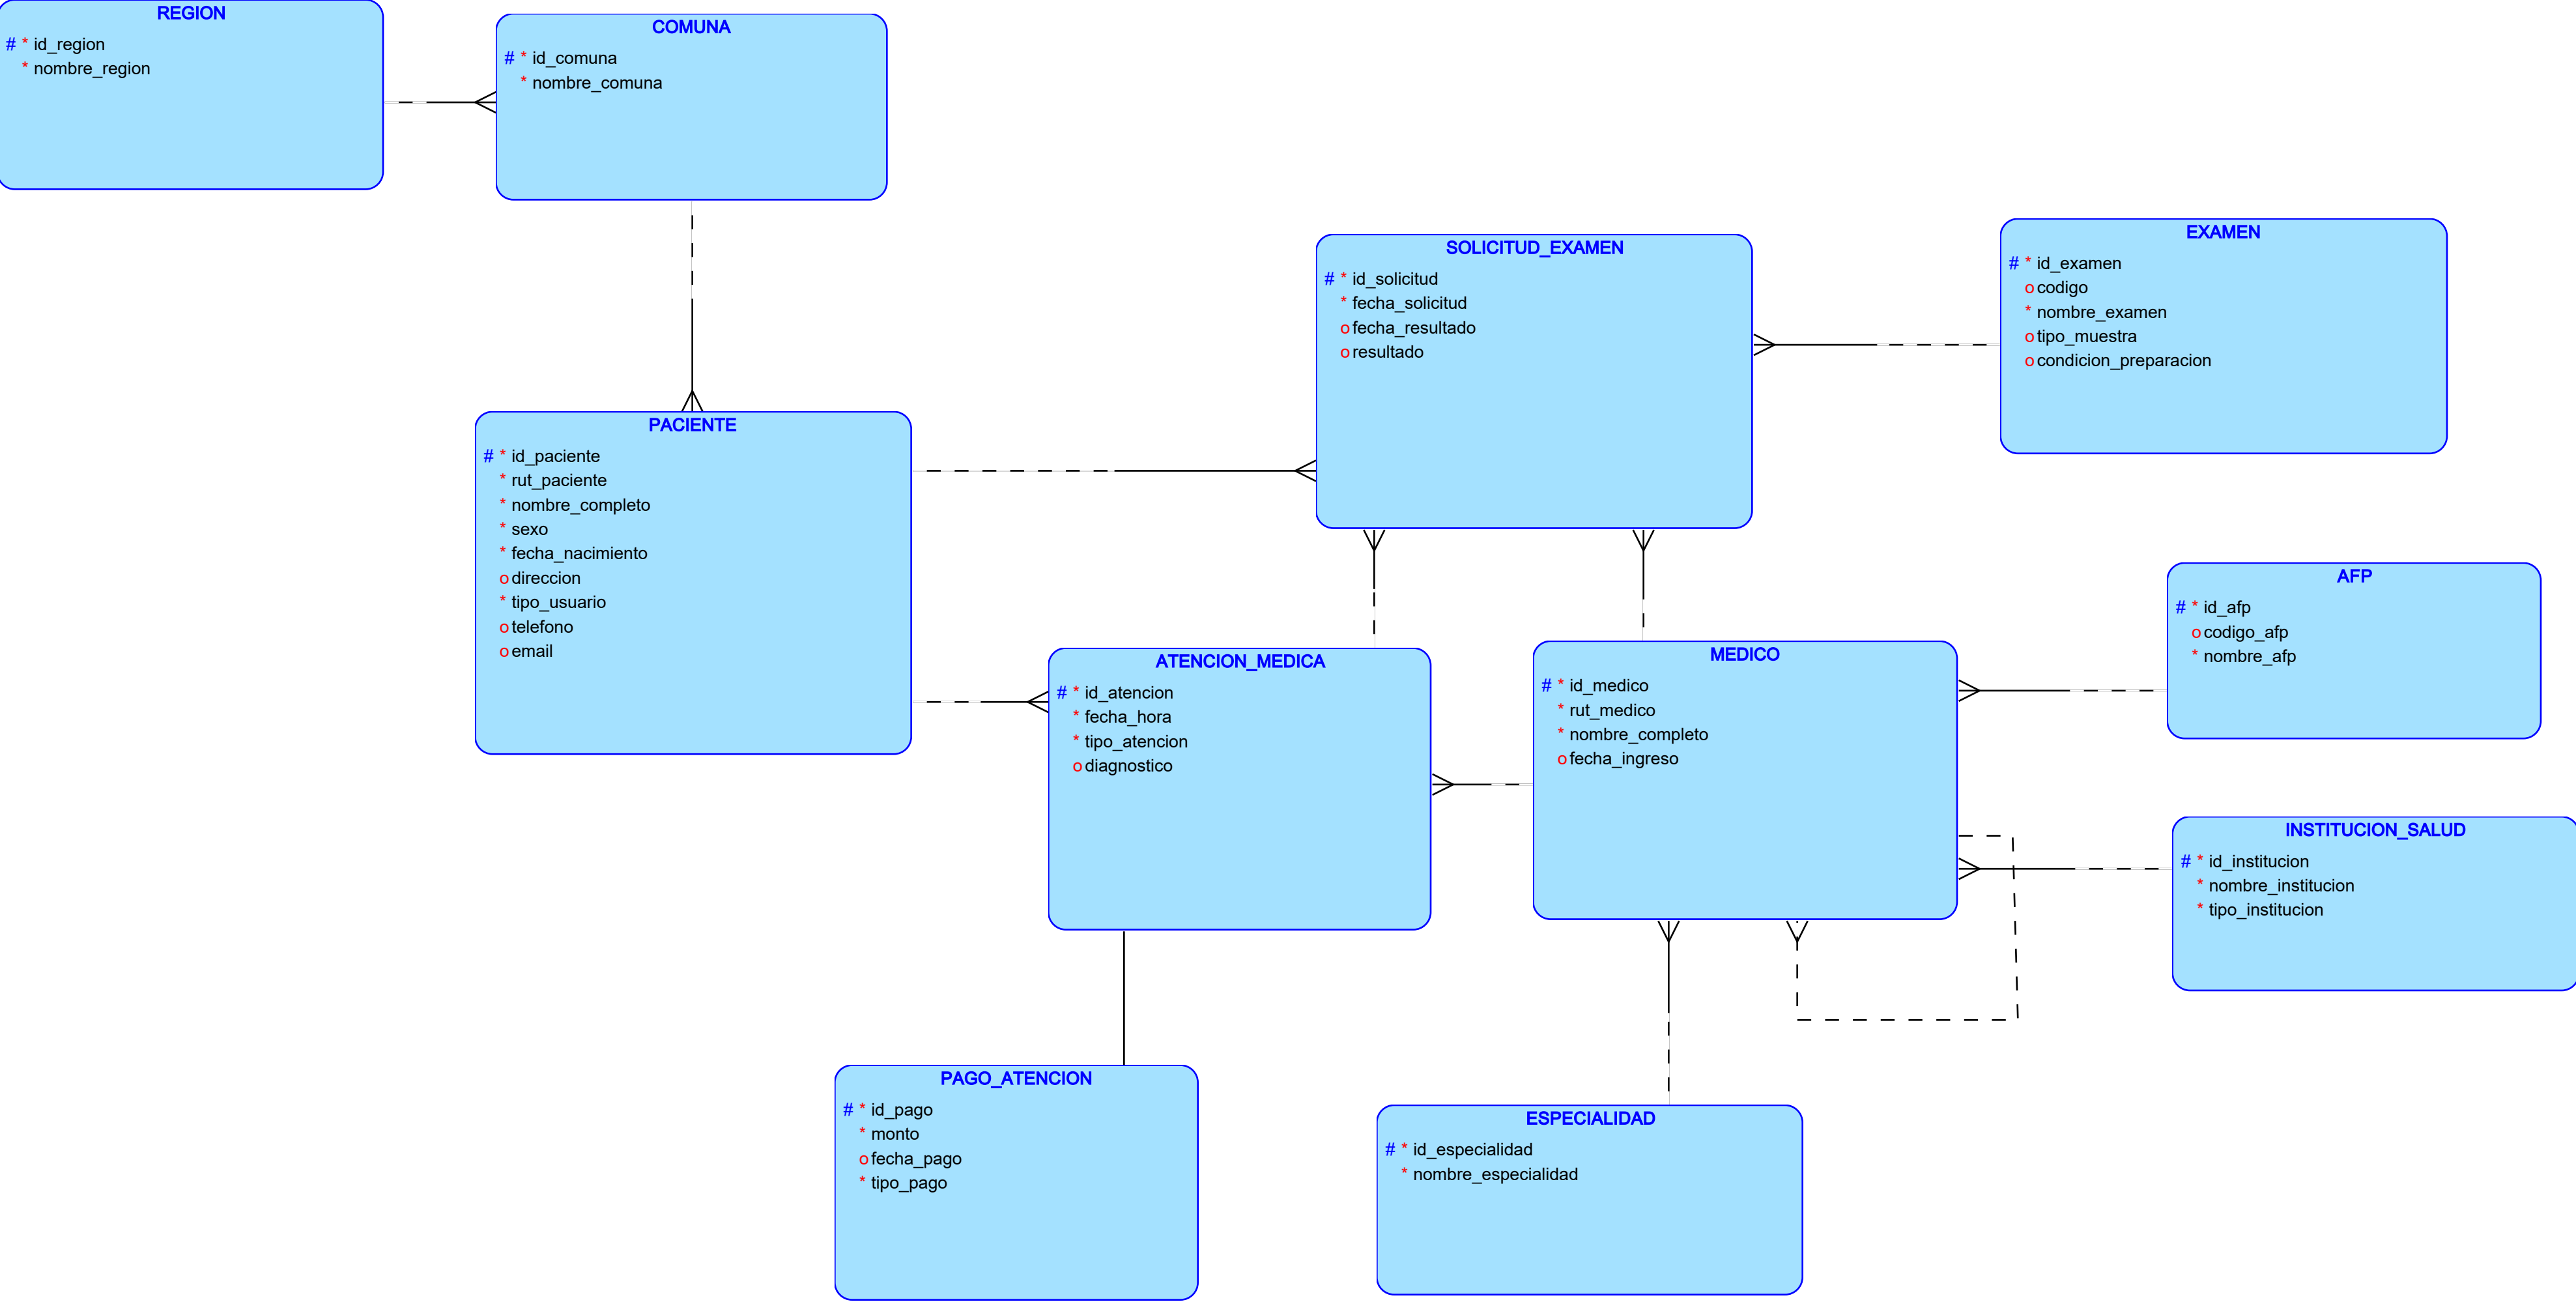 REGION
# * id_region
* nombre_region
COMUNA
# * id_comuna
* nombre_comuna
SOLICITUD_EXAMEN
# * id_solicitud
* fecha_solicitud
o fecha_resultado
o resultado
EXAMEN
# * id_examen
o codigo
* nombre_examen
o tipo_muestra
o condicion_preparacion
PACIENTE
# * id_paciente
* rut_paciente
* nombre_completo
* sexo
* fecha_nacimiento
o direccion
* tipo_usuario
o telefono
o email
ATENCION_MEDICA
# * id_atencion
* fecha_hora
* tipo_atencion
o diagnostico
MEDICO
# * id_medico
* rut_medico
* nombre_completo
o fecha_ingreso
AFP
# * id_afp
o codigo_afp
* nombre_afp
INSTITUCION_SALUD
# * id_institucion
* nombre_institucion
* tipo_institucion
PAGO_ATENCION
# * id_pago
* monto
o fecha_pago
* tipo_pago
ESPECIALIDAD
# * id_especialidad
* nombre_especialidad